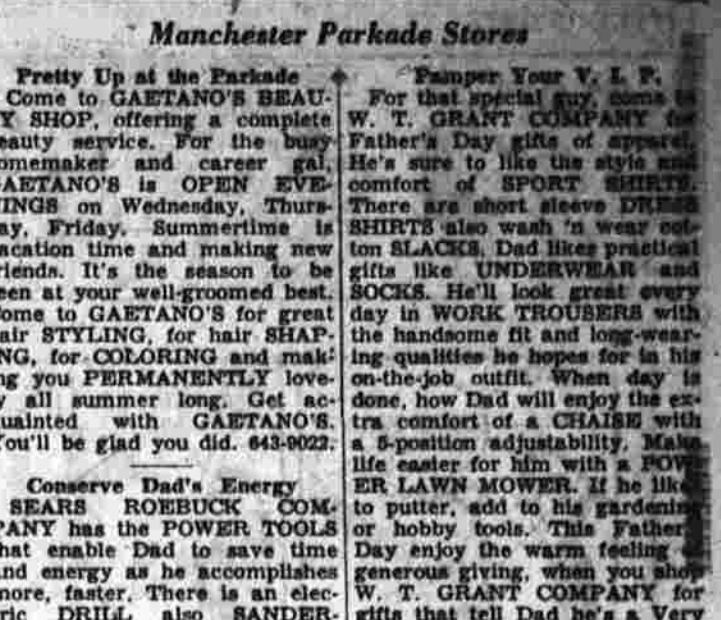 Manchester Parkade Stores
Pretty Up at the Parkade
Come to GAETANO'S BEAU-
Y SHOP, offering a complete
eauty service. For the busy
omemaker and career gal,
GAETANO'S is OPEN EVE-
INGS on Wednesday, Thurs-
ay, Friday. Summertime is
acation time and making new
riends. It's the season to be
een at your well-groomed best.
ome to GAETANO'S for great
air STYLING, for hair SHAP-
NG, for COLORING and mak-
ng you PERMANENTLY love-
y all summer long. Get ac-
uainted with GAETANO'S.
ou'll be glad you did. 643-9022.
Conserve Dad's Energy
SEARS ROEBUCK COM-
PANY has the POWER TOOLS
hat enable Dad to save time
nd energy as he accomplishes
more, faster. There is an elec-
ric DRILL also SANDER-
Pamper Your V. I. P.
For that special guy, come to
W. T. GRANT COMPANY for
Father's Day gifts of apparel.
He's sure to like the style and
comfort of SPORT SHIRTS.
There are short sleeve DRESS
SHIRTS also wash 'n wear cot-
ton SLACKS. Dad likes practical
gifts like UNDERWEAR and
SOCKS. He'll look great every
day in WORK TROUSERS with
the handsome fit and long-wear-
ing qualities he hopes for in his
on-the-job outfit. When day is
done, how Dad will enjoy the ex-
tra comfort of a CHAISE with
a 5-position adjustability. Make
life easier for him with a POW-
ER LAWN MOWER. If he like
to putter, add to his gardening
or hobby tools. This Father'
Day enjoy the warm feeling
generous giving, when you shop
W. T. GRANT COMPANY for
gifts that tell Dad he's a Very